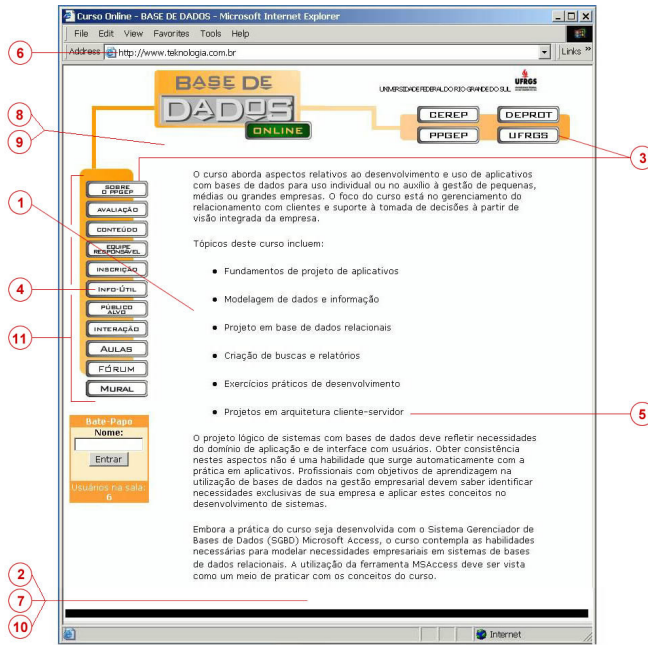 Curso Online - BASE DE DADOS - Microsoft Internet Explorer
File Edit View Favorites Tools Help
6
Address http://www.teknologia.com.br Links »
BASE DE
DADOS
ONLINE
UNIVERSIDADE FEDERAL DO RIO GRANDE DO SUL
UFRGS
CEREP DEPROT
PPGEP UFRGS
8
9
3
1
4
11
SOBRE
O PPGEP
AVALIAÇÃO
CONTEÚDO
EQUIPE
RESPONSÁVEL
INSCRIÇÃO
INFO-ÚTIL
PÚBLICO
ALVO
INTERAÇÃO
AULAS
FÓRUM
MURAL
O curso aborda aspectos relativos ao desenvolvimento e uso de aplicativos
com bases de dados para uso individual ou no auxílio à gestão de pequenas,
médias ou grandes empresas. O foco do curso está no gerenciamento do
relacionamento com clientes e suporte à tomada de decisões à partir de
visão integrada da empresa.
Tópicos deste curso incluem:
• Fundamentos de projeto de aplicativos
• Modelagem de dados e informação
• Projeto em base de dados relacionais
• Criação de buscas e relatórios
• Exercícios práticos de desenvolvimento
• Projetos em arquitetura cliente-servidor
5
Bate-Papo
Nome:
Entrar
Usuários na sala:
6
O projeto lógico de sistemas com bases de dados deve refletir necessidades
do domínio de aplicação e de interface com usuários. Obter consistência
nestes aspectos não é uma habilidade que surge automaticamente com a
prática em aplicativos. Profissionais com objetivos de aprendizagem na
utilização de bases de dados na gestão empresarial devem saber identificar
necessidades exclusivas de sua empresa e aplicar estes conceitos no
desenvolvimento de sistemas.
Embora a prática do curso seja desenvolvida com o Sistema Gerenciador de
Bases de Dados (SGBD) Microsoft Access, o curso contempla as habilidades
necessárias para modelar necessidades empresariais em sistemas de bases
de dados relacionais. A utilização da ferramenta MSAccess deve ser vista
como um meio de praticar com os conceitos do curso.
2
7
10
Internet